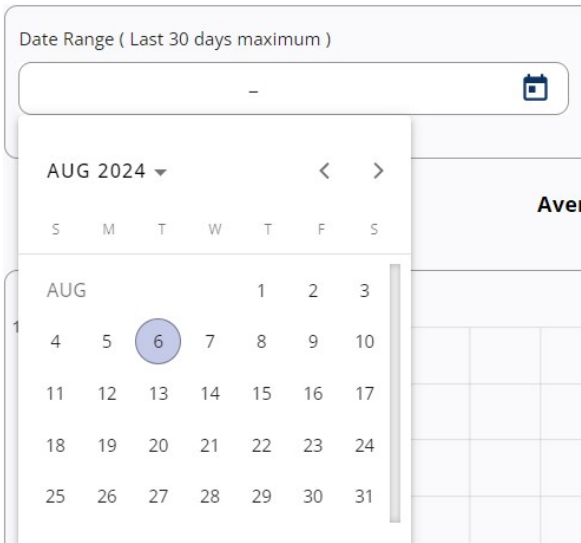 Date Range ( Last 30 days maximum )
–
AUG 2024
S M T W T F S
AUG 1 2 3
4 5 6 7 8 9 10
11 12 13 14 15 16 17
18 19 20 21 22 23 24
25 26 27 28 29 30 31